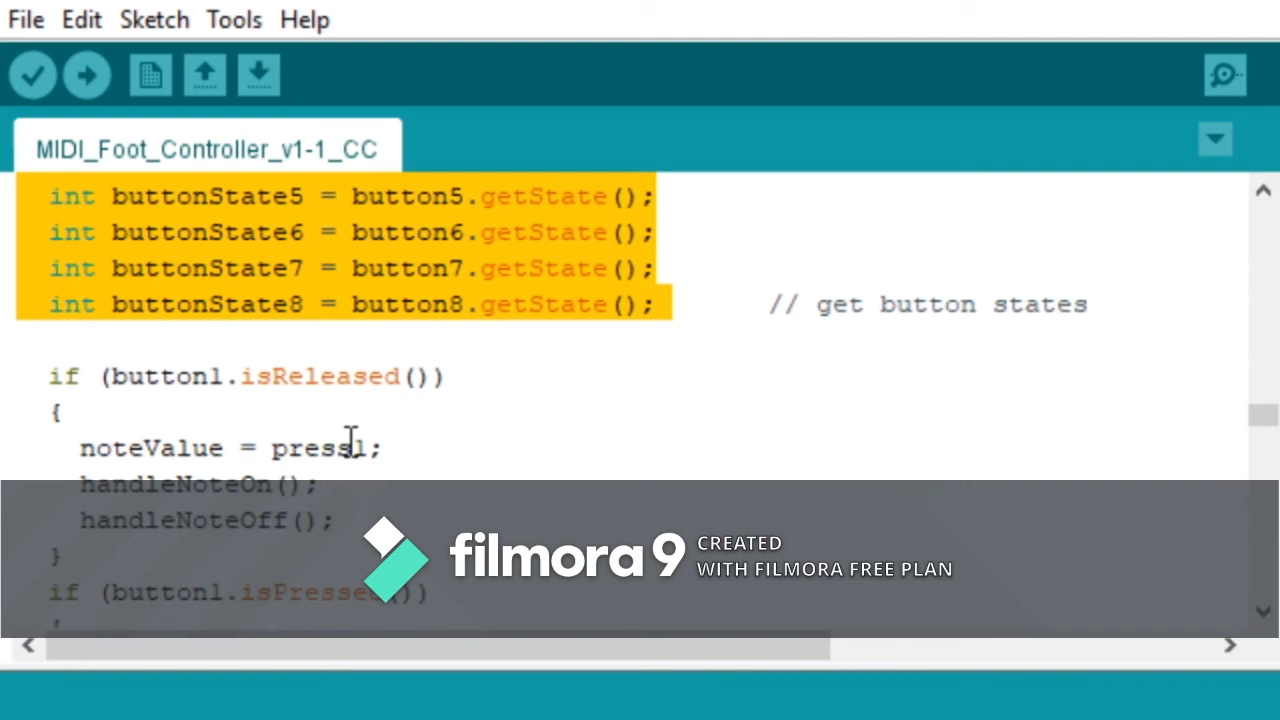 File Edit Sketch Tools Help
MIDI_Foot_Controller_v1-1_CC
int buttonState5 = button5.getState();
int buttonState6 = button6.getState();
int buttonState7 = button7.getState();
int buttonState8 = button8.getState(); // get button states
if (button1.isReleased())
{
noteValue = press1;
handleNoteOn();
handleNoteOff();
}
if (button1.isPressed())
{
filmora9 CREATED
WITH FILMORA FREE PLAN